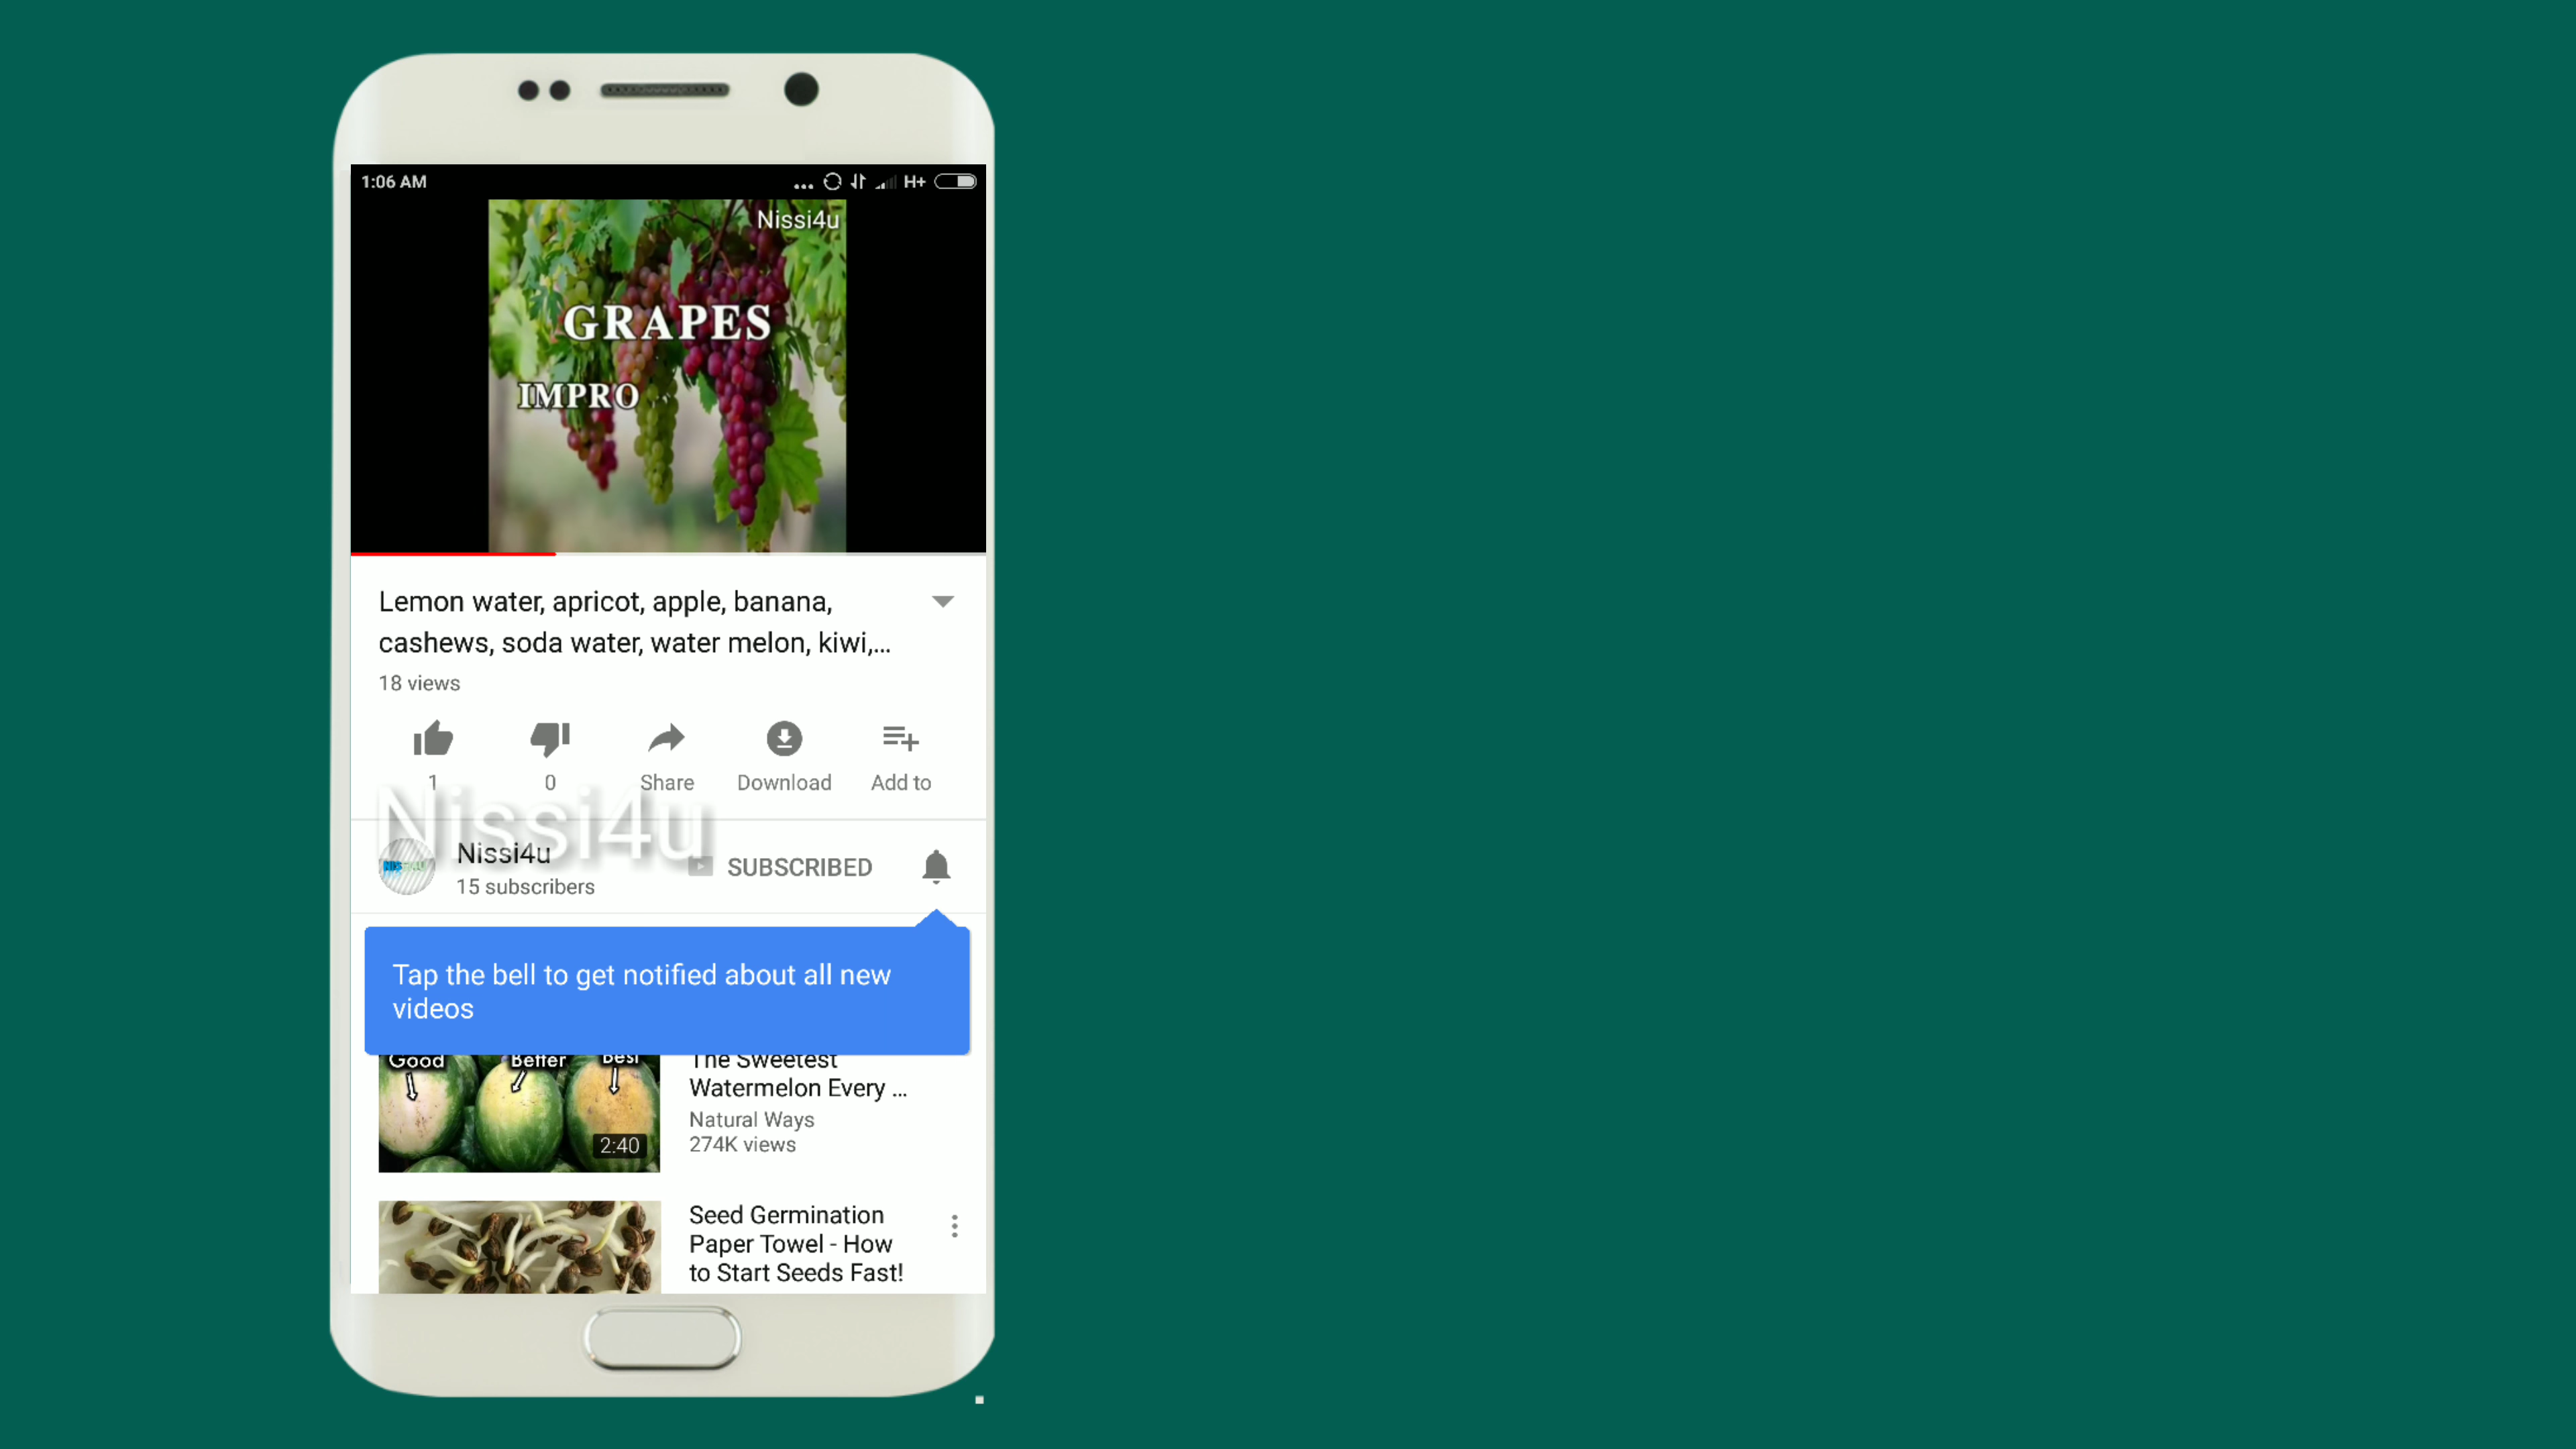 1:06 AM
H+
Nissi4u
GRAPES
IMPRO
Lemon water, apricot, apple, banana,
cashews, soda water, water melon, kiwi,...
18 views
1
0
Share
Download
Add to
Nissi4u
Nissi4u
15 subscribers
SUBSCRIBED
Tap the bell to get notified about all new
videos
Good
Better
Best
2:40
The Sweetest
Watermelon Every ...
Natural Ways
274K views
Seed Germination
Paper Towel - How
to Start Seeds Fast!